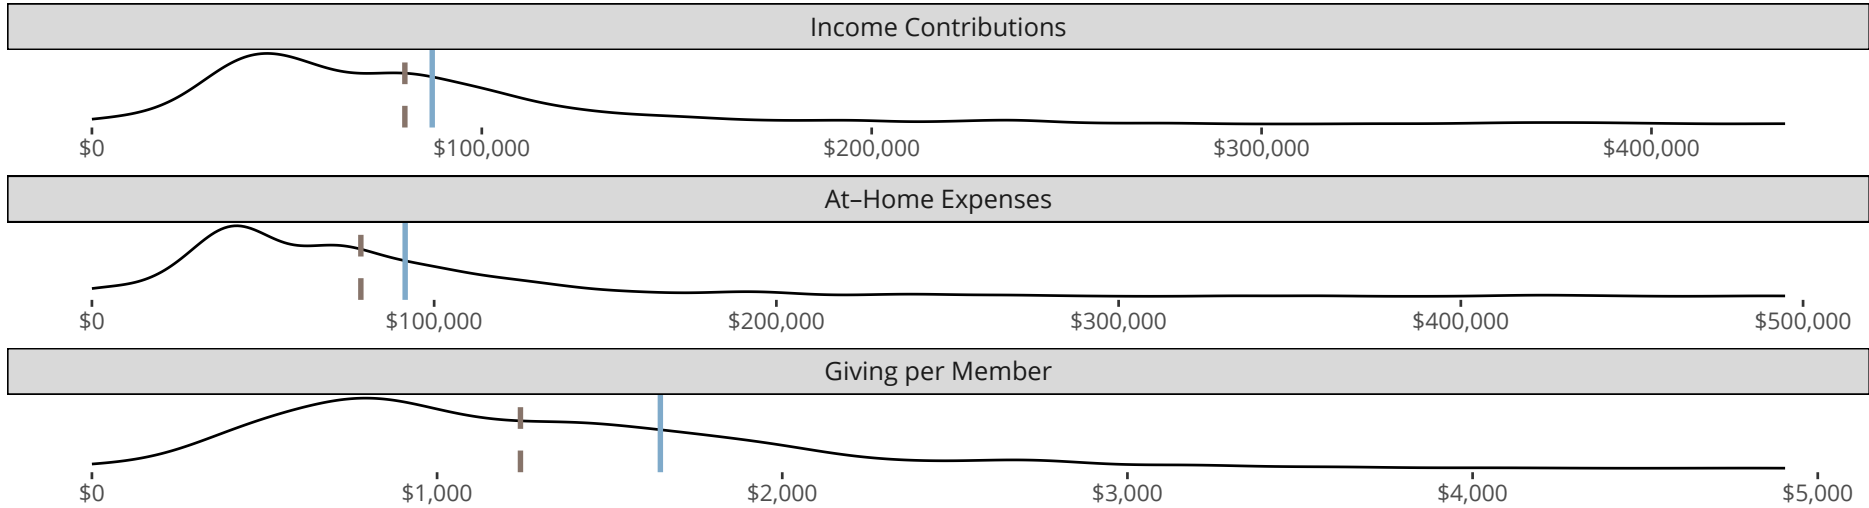 Income Contributions
$0 $100,000 $200,000 $300,000 $400,000
At–Home Expenses
$0 $100,000 $200,000 $300,000 $400,000 $500,000
Giving per Member
$0 $1,000 $2,000 $3,000 $4,000 $5,000